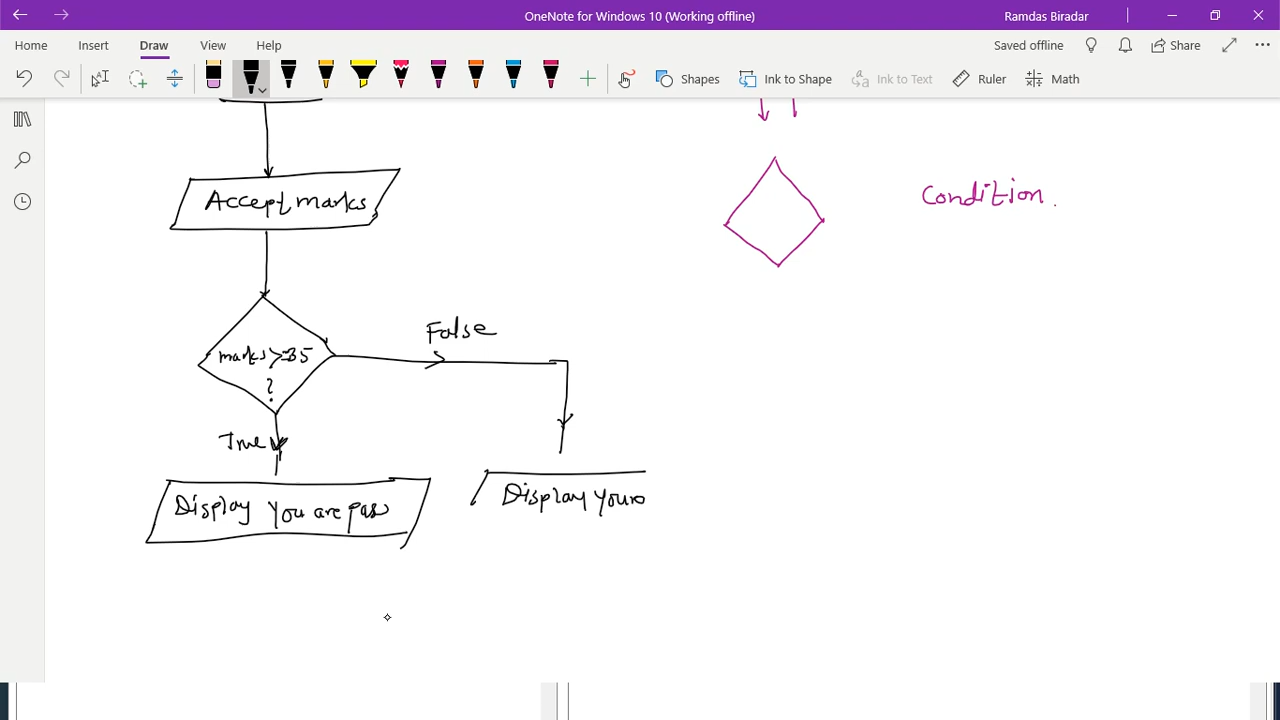 OneNote for Windows 10 (Working offline)
Ramdas Biradar
Home Insert Draw View Help
Saved offline
Share
Shapes
Ink to Shape
Ink to Text
Ruler
Math
Accept marks
Condition.
False
marks >=35
?
True
Display you are pass
Display your